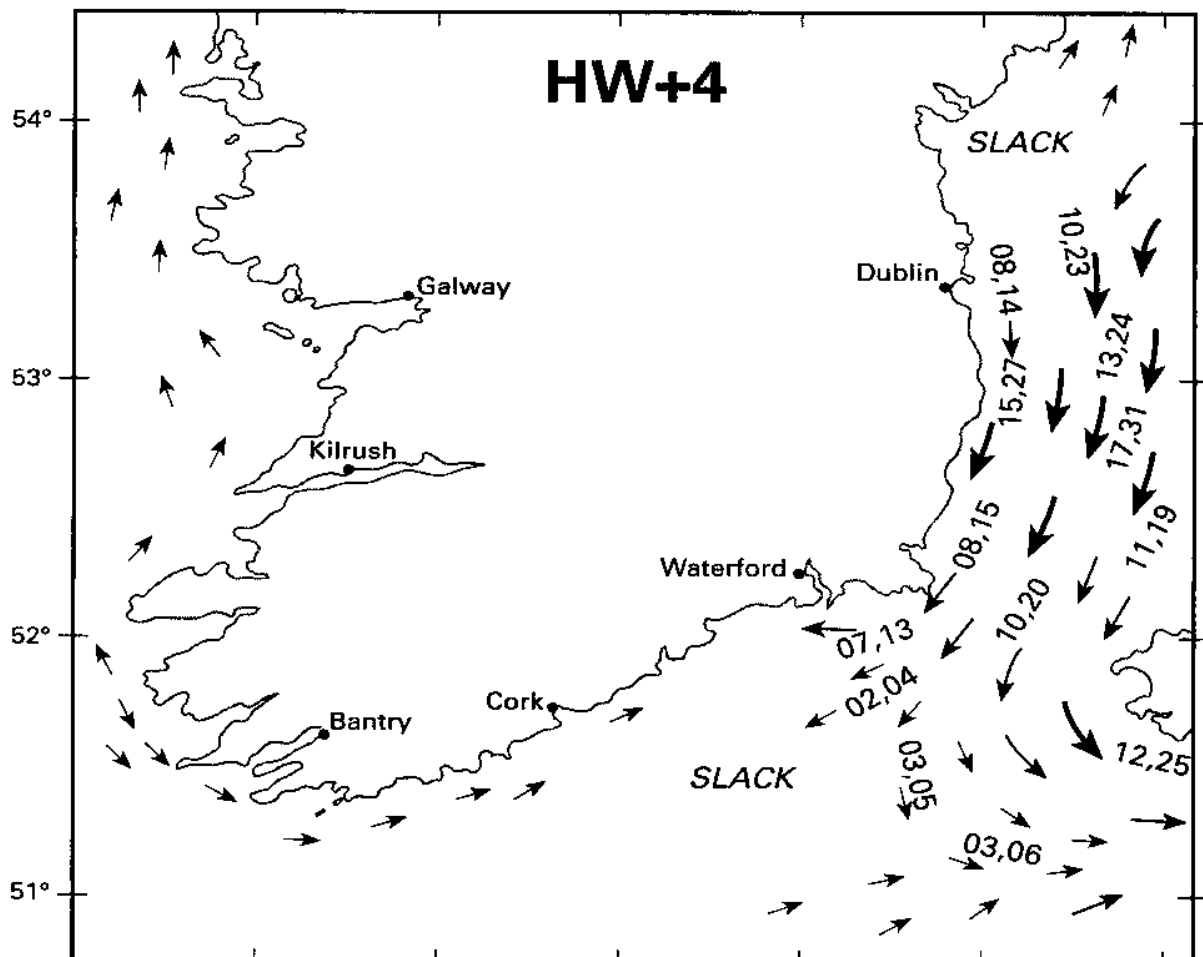 HW+4
54°
SLACK
10,23
08,14
Dublin
Galway
13,24
53°
15,27
17,31
Kilrush
08,15
11,19
Waterford
10,20
52°
07,13
02,04
Cork
Bantry
12,25
SLACK
03,05
03,06
51°